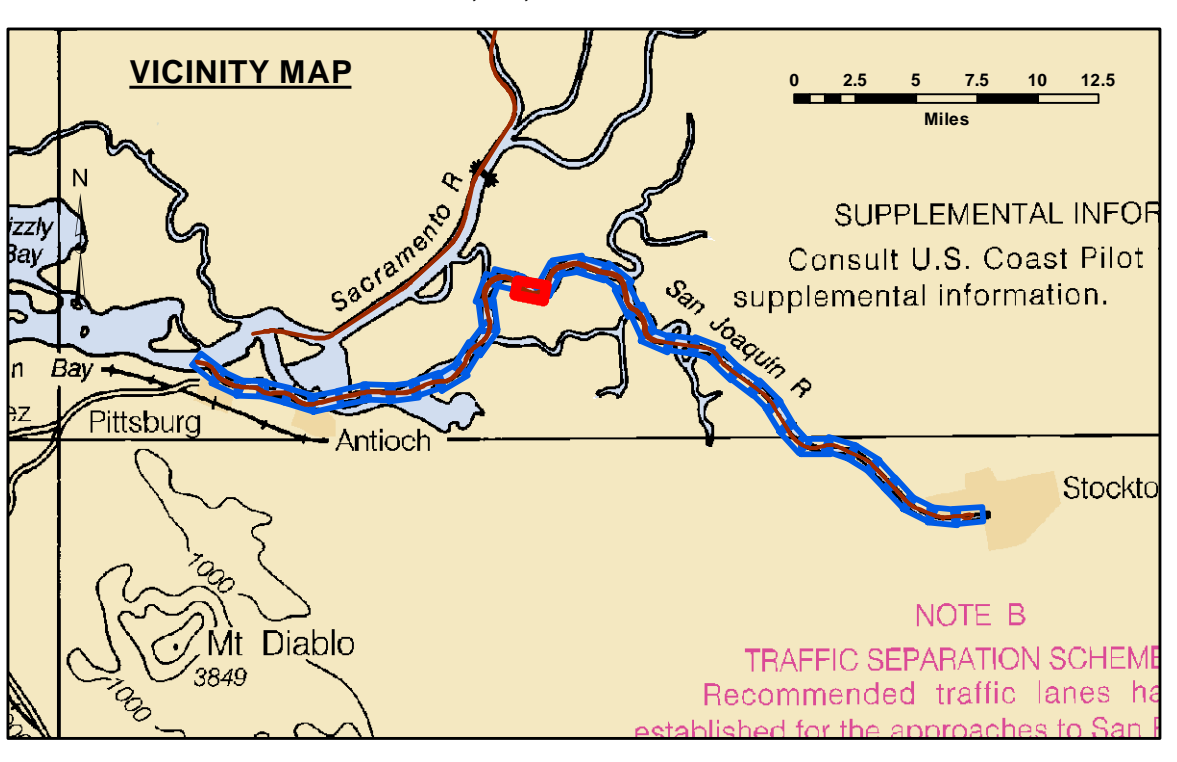 VICINITY MAP
0 2.5 5 7.5 10 12.5
Miles
N
izzly
Bay
Sacramento R
SUPPLEMENTAL INFOR
Consult U.S. Coast Pilot
supplemental information.
San Joaquin R
n Bay
ez
Pittsburg
Antioch
Stockto
1000
Mt Diablo
3849
1000
NOTE B
TRAFFIC SEPARATION SCHEME
Recommended traffic lanes ha
established for the approaches to San F